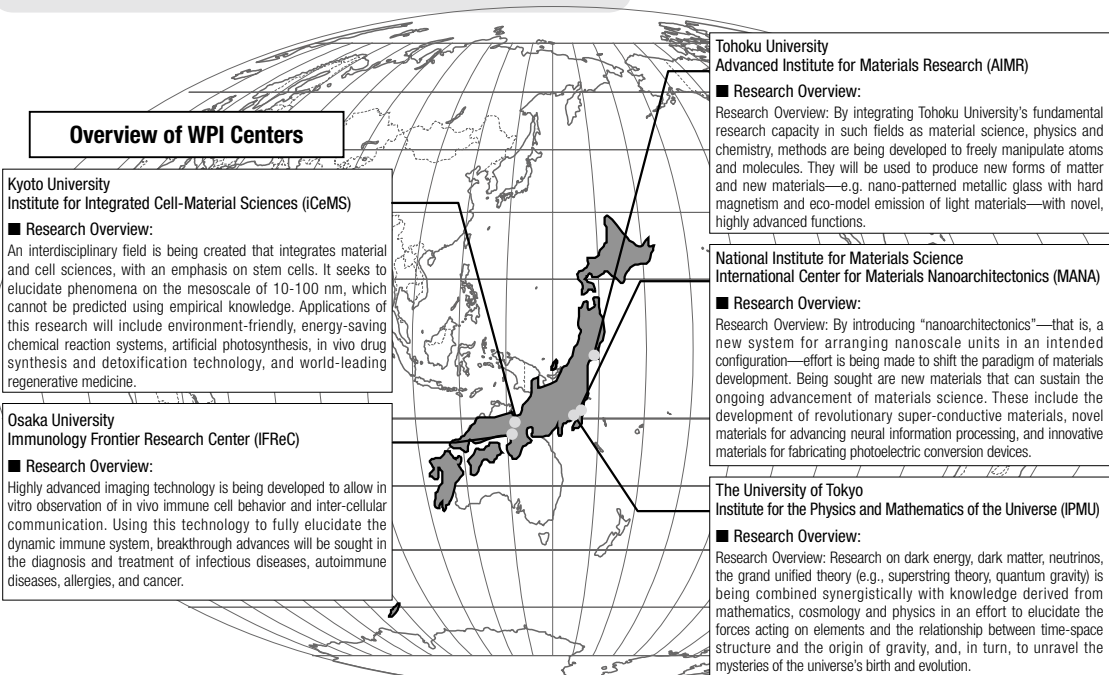 Overview of WPI Centers
Kyoto University
Institute for Integrated Cell-Material Sciences (iCeMS)
■ Research Overview:
An interdisciplinary field is being created that integrates material
and cell sciences, with an emphasis on stem cells. It seeks to
elucidate phenomena on the mesoscale of 10-100 nm, which
cannot be predicted using empirical knowledge. Applications of
this research will include environment-friendly, energy-saving
chemical reaction systems, artificial photosynthesis, in vivo drug
synthesis and detoxification technology, and world-leading
regenerative medicine.
Osaka University
Immunology Frontier Research Center (IFReC)
■ Research Overview:
Highly advanced imaging technology is being developed to allow in
vitro observation of in vivo immune cell behavior and inter-cellular
communication. Using this technology to fully elucidate the
dynamic immune system, breakthrough advances will be sought in
the diagnosis and treatment of infectious diseases, autoimmune
diseases, allergies, and cancer.
Tohoku University
Advanced Institute for Materials Research (AIMR)
■ Research Overview:
Research Overview: By integrating Tohoku University's fundamental
research capacity in such fields as material science, physics and
chemistry, methods are being developed to freely manipulate atoms
and molecules. They will be used to produce new forms of matter
and new materials—e.g. nano-patterned metallic glass with hard
magnetism and eco-model emission of light materials—with novel,
highly advanced functions.
National Institute for Materials Science
International Center for Materials Nanoarchitectonics (MANA)
■ Research Overview:
Research Overview: By introducing “nanoarchitectonics”—that is, a
new system for arranging nanoscale units in an intended
configuration—effort is being made to shift the paradigm of materials
development. Being sought are new materials that can sustain the
ongoing advancement of materials science. These include the
development of revolutionary super-conductive materials, novel
materials for advancing neural information processing, and innovative
materials for fabricating photoelectric conversion devices.
The University of Tokyo
Institute for the Physics and Mathematics of the Universe (IPMU)
■ Research Overview:
Research Overview: Research on dark energy, dark matter, neutrinos,
the grand unified theory (e.g., superstring theory, quantum gravity) is
being combined synergistically with knowledge derived from
mathematics, cosmology and physics in an effort to elucidate the
forces acting on elements and the relationship between time-space
structure and the origin of gravity, and, in turn, to unravel the
mysteries of the universe's birth and evolution.